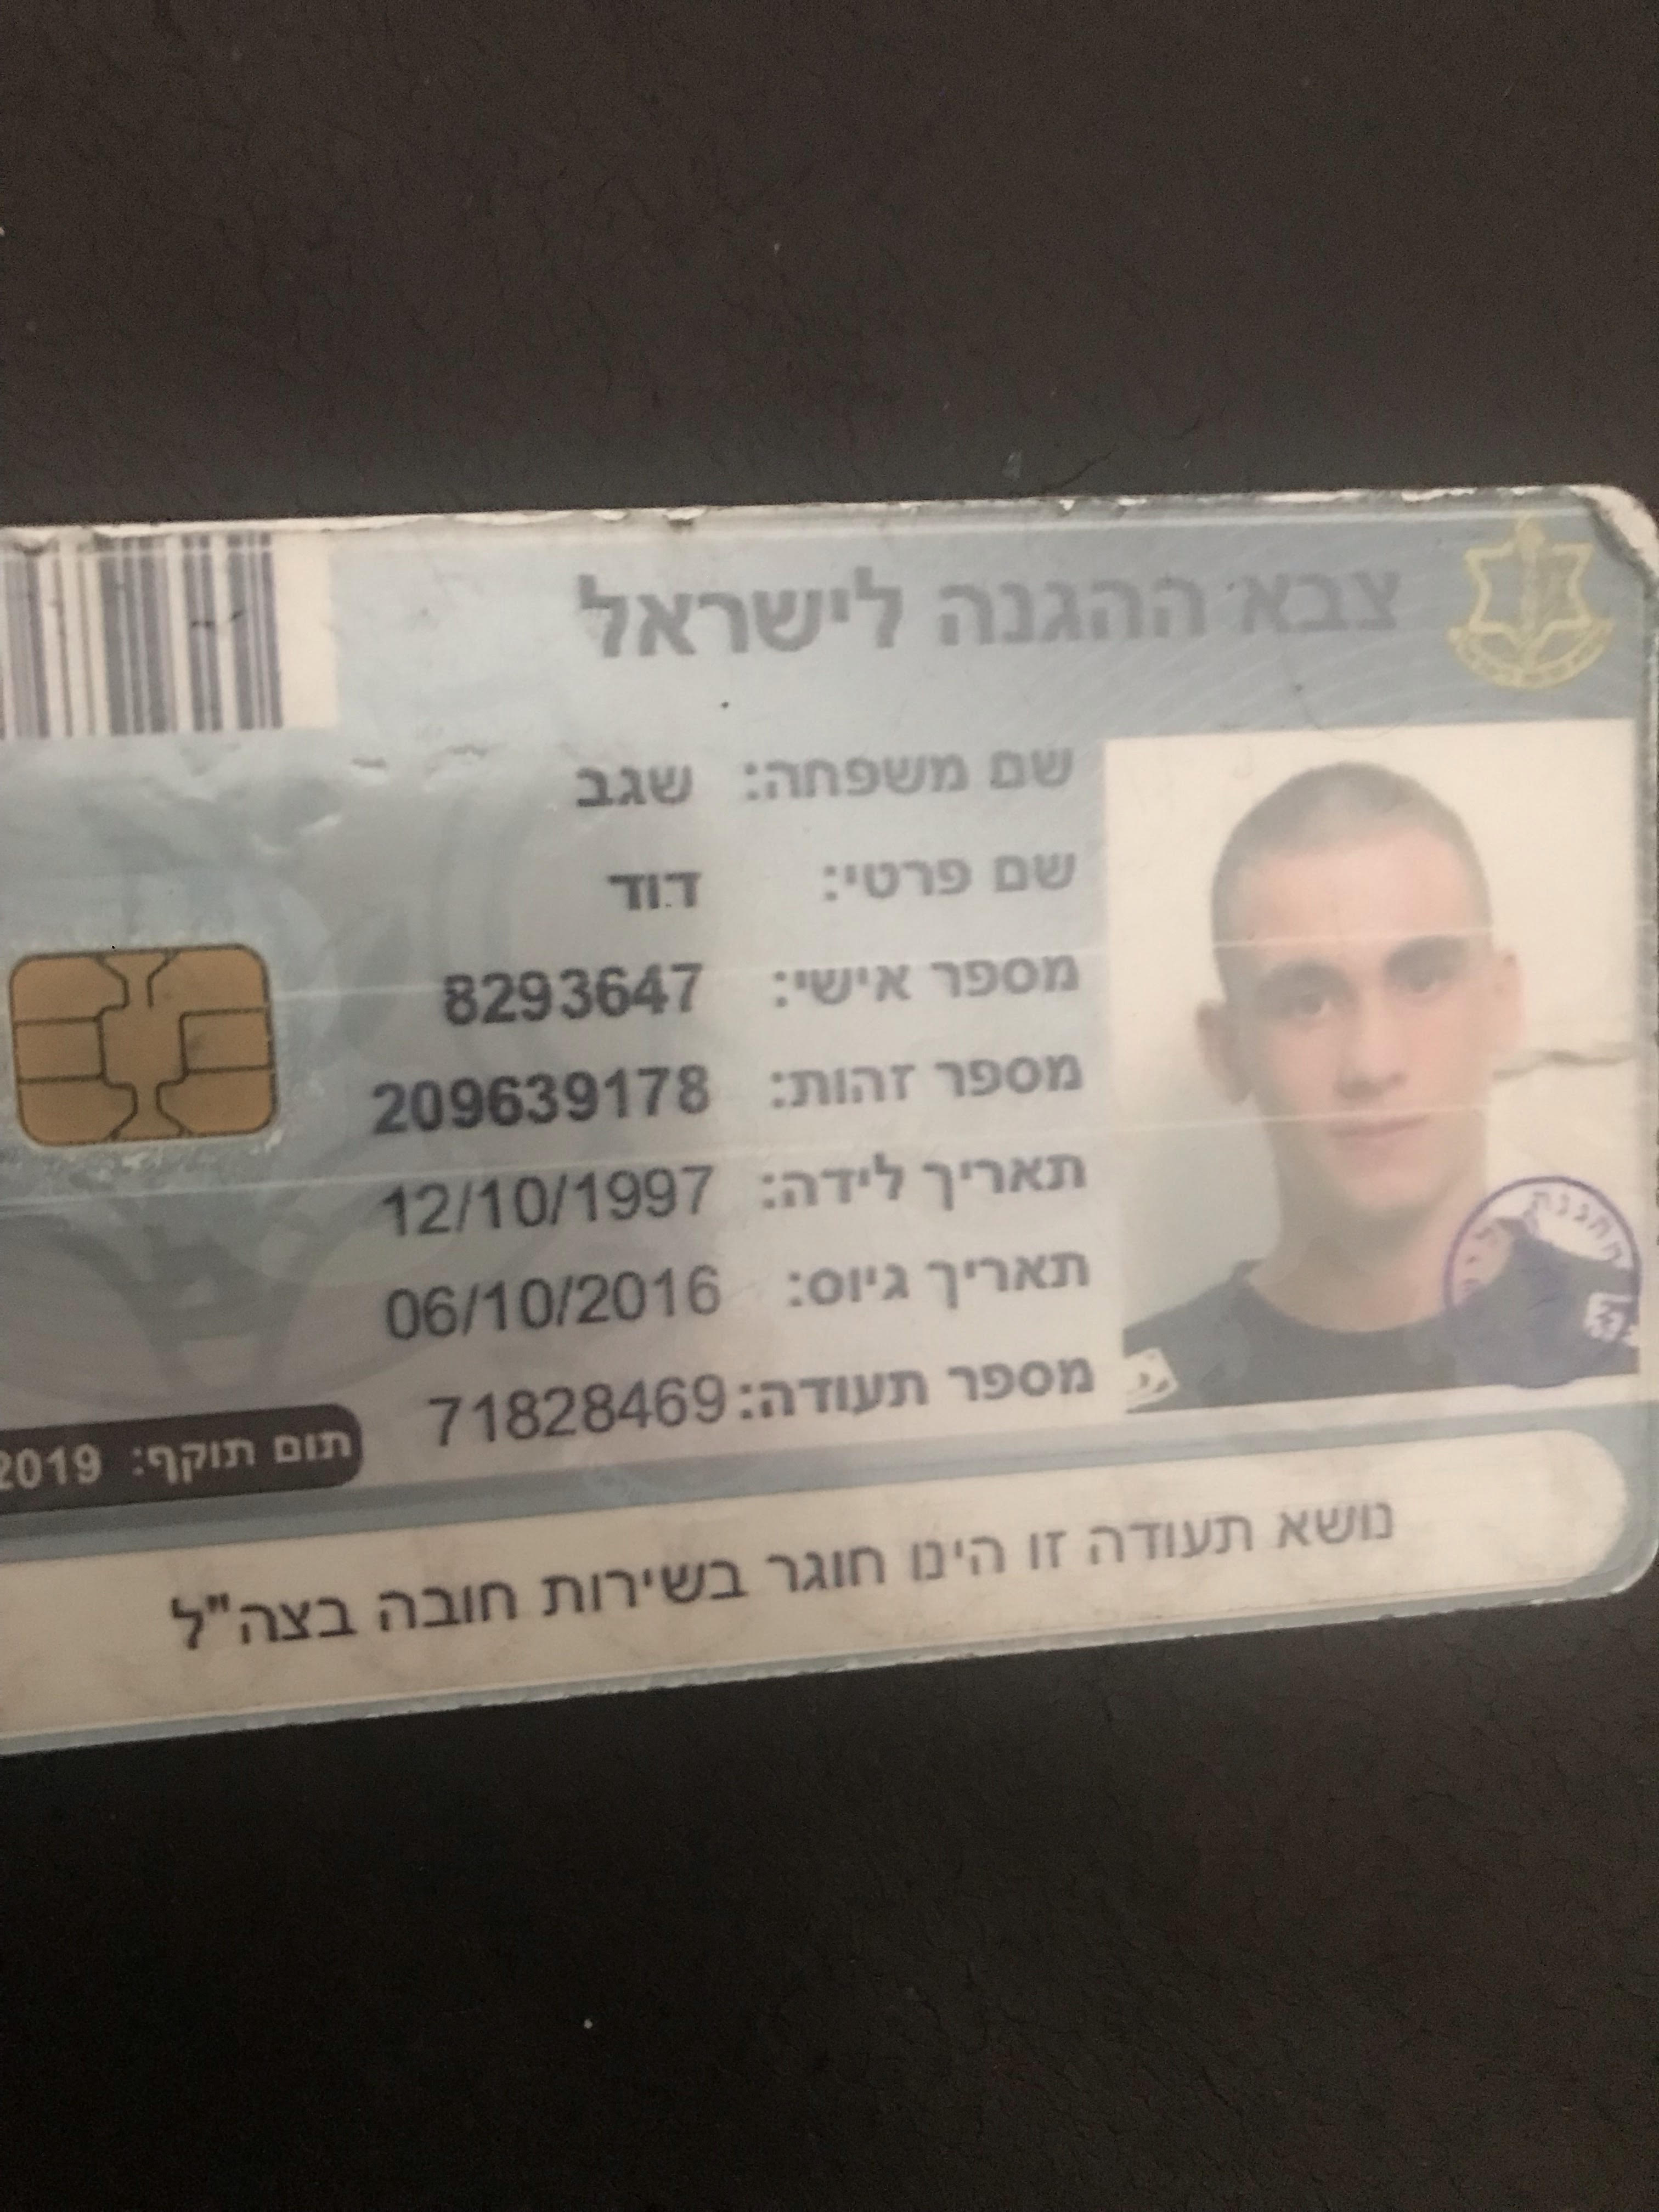 צבא ההגנה לישראל
שם משפחה: שגב
שם פרטי: דוד
מספר אישי: 8293647
מספר זהות: 209639178
תאריך לידה: 12/10/1997
תאריך גיוס: 06/10/2016
מספר תעודה: 71828469
תום תוקף: 2019
נושא תעודה זו הינו חוגר בשירות חובה בצה"ל